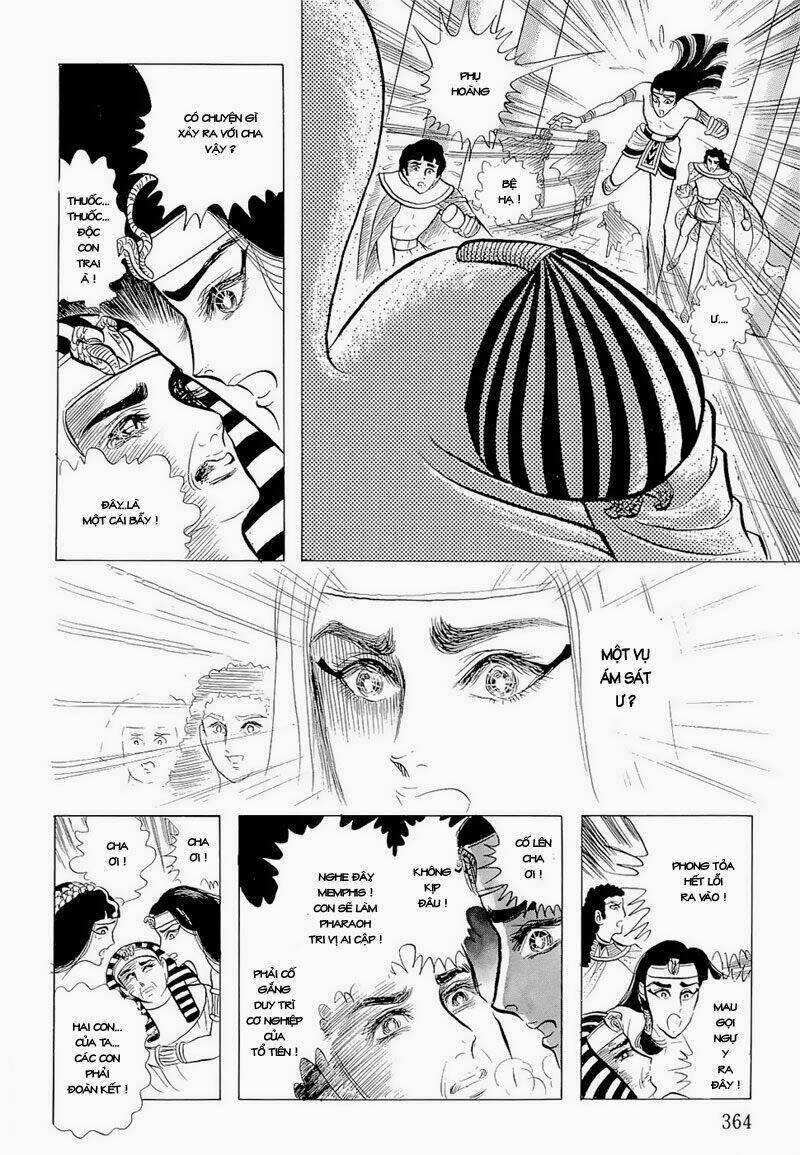 PHỤ
HOÀNG
BỆ
HẠ !
Ư....
CÓ CHUYỆN GÌ
XẢY RA VỚI CHA
VẬY ?
THUỐC...
THUỐC...
ĐỘC
CON
TRAI
À !
ĐÂY..LÀ
MỘT CÁI BẪY !
MỘT VỤ
ÁM SÁT
Ư ?
PHONG TỎA
HẾT LỐI
RA VÀO !
MAU
GỌI
NGỰ
Y
RA
ĐÂY !
CỐ LÊN
CHA
ƠI !
KHÔNG
KỊP
ĐÂU !
NGHE ĐÂY
MEMPHIS !
CON SẼ LÀM
PHARAOH
TRỊ VÌ AI CẬP !
PHẢI CỐ
GẮNG
DUY TRÌ
CƠ NGHIỆP
CỦA
TỔ TIÊN !
CHA
ƠI !
CHA
ƠI !
HAI CON...
CỦA TA...
CÁC CON
PHẢI
ĐOÀN KẾT !
364